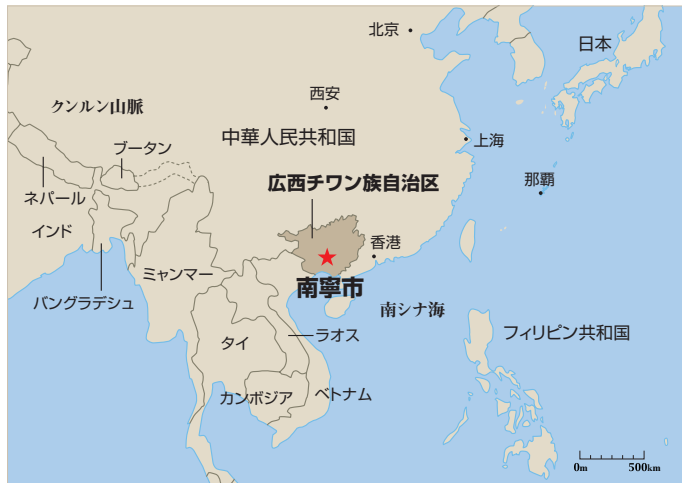 北京
日本
西安
クンルン山脈
中華人民共和国
上海
ブータン
広西チワン族自治区
那覇
ネパール
インド
香港
ミャンマー
南寧市
バングラデシュ
南シナ海
ラオス
フィリピン共和国
タイ
カンボジア
ベトナム
0m 500km